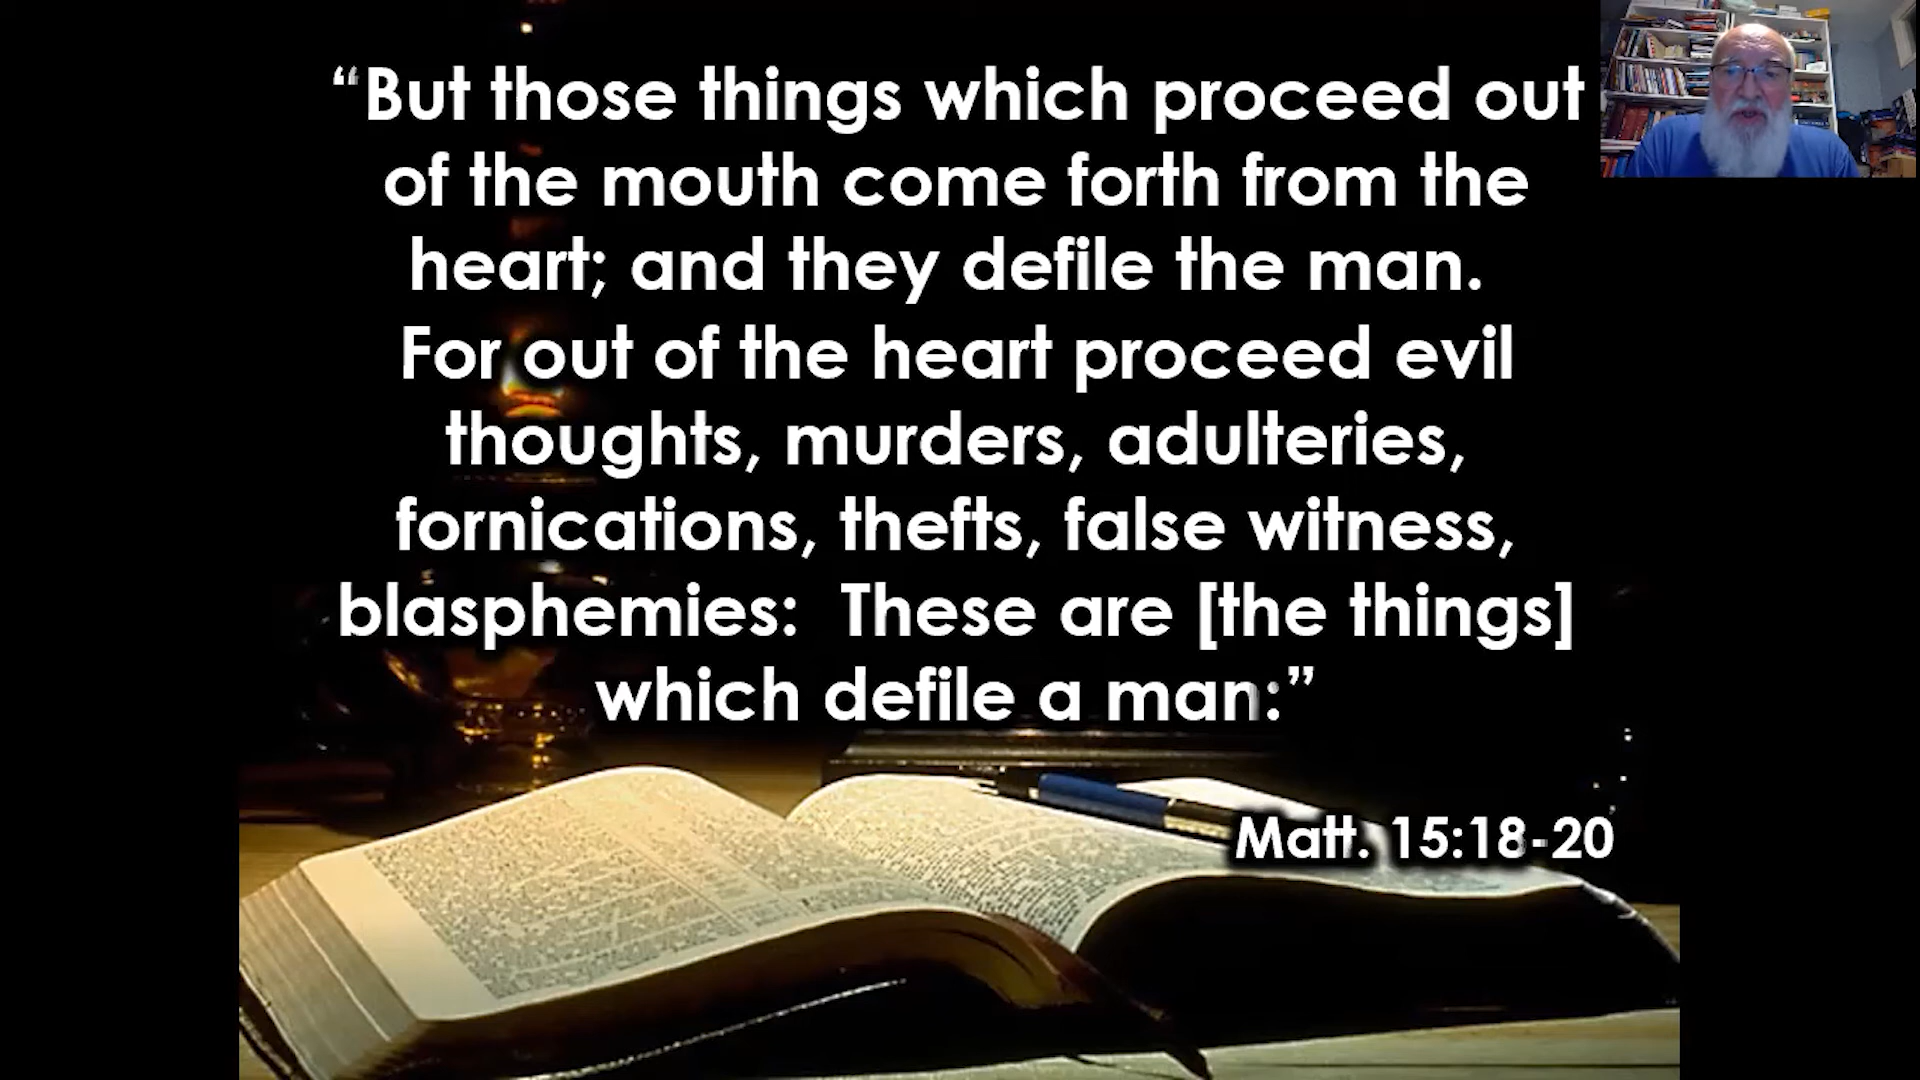 “But those things which proceed out
of the mouth come forth from the
heart; and they defile the man.
For out of the heart proceed evil
thoughts, murders, adulteries,
fornications, thefts, false witness,
blasphemies:  These are [the things]
which defile a man:”
Matt. 15:18-20